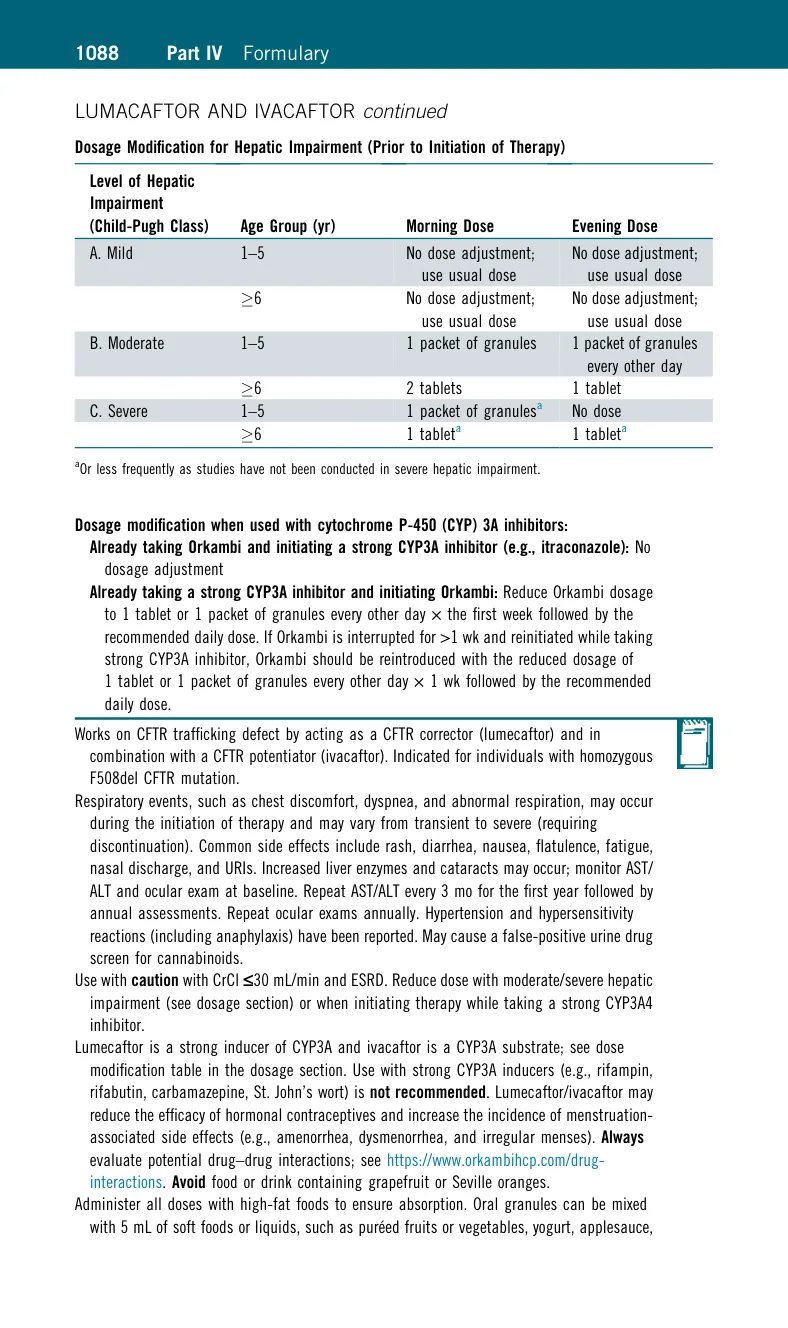 1088 Part IV Formulary
LUMACAFTOR AND IVACAFTOR continued
Dosage Modification for Hepatic Impairment (Prior to Initiation of Therapy)
Level of Hepatic
Impairment
(Child-Pugh Class) Age Group (yr) Morning Dose Evening Dose
A. Mild 1–5 No dose adjustment; No dose adjustment;
use usual dose use usual dose
≥6 No dose adjustment; No dose adjustment;
use usual dose use usual dose
B. Moderate 1–5 1 packet of granules 1 packet of granules
every other day
≥6 2 tablets 1 tablet
C. Severe 1–5 1 packet of granulesa No dose
≥6 1 tableta 1 tableta
aOr less frequently as studies have not been conducted in severe hepatic impairment.
Dosage modification when used with cytochrome P-450 (CYP) 3A inhibitors:
Already taking Orkambi and initiating a strong CYP3A inhibitor (e.g., itraconazole): No
dosage adjustment
Already taking a strong CYP3A inhibitor and initiating Orkambi: Reduce Orkambi dosage
to 1 tablet or 1 packet of granules every other day × the first week followed by the
recommended daily dose. If Orkambi is interrupted for >1 wk and reinitiated while taking
strong CYP3A inhibitor, Orkambi should be reintroduced with the reduced dosage of
1 tablet or 1 packet of granules every other day × 1 wk followed by the recommended
daily dose.
Works on CFTR trafficking defect by acting as a CFTR corrector (lumecaftor) and in
combination with a CFTR potentiator (ivacaftor). Indicated for individuals with homozygous
F508del CFTR mutation.
Respiratory events, such as chest discomfort, dyspnea, and abnormal respiration, may occur
during the initiation of therapy and may vary from transient to severe (requiring
discontinuation). Common side effects include rash, diarrhea, nausea, flatulence, fatigue,
nasal discharge, and URIs. Increased liver enzymes and cataracts may occur; monitor AST/
ALT and ocular exam at baseline. Repeat AST/ALT every 3 mo for the first year followed by
annual assessments. Repeat ocular exams annually. Hypertension and hypersensitivity
reactions (including anaphylaxis) have been reported. May cause a false-positive urine drug
screen for cannabinoids.
Use with caution with CrCl ≤30 mL/min and ESRD. Reduce dose with moderate/severe hepatic
impairment (see dosage section) or when initiating therapy while taking a strong CYP3A4
inhibitor.
Lumecaftor is a strong inducer of CYP3A and ivacaftor is a CYP3A substrate; see dose
modification table in the dosage section. Use with strong CYP3A inducers (e.g., rifampin,
rifabutin, carbamazepine, St. John's wort) is not recommended. Lumecaftor/ivacaftor may
reduce the efficacy of hormonal contraceptives and increase the incidence of menstruation-
associated side effects (e.g., amenorrhea, dysmenorrhea, and irregular menses). Always
evaluate potential drug–drug interactions; see https://www.orkambihcp.com/drug-
interactions. Avoid food or drink containing grapefruit or Seville oranges.
Administer all doses with high-fat foods to ensure absorption. Oral granules can be mixed
with 5 mL of soft foods or liquids, such as puréed fruits or vegetables, yogurt, applesauce,